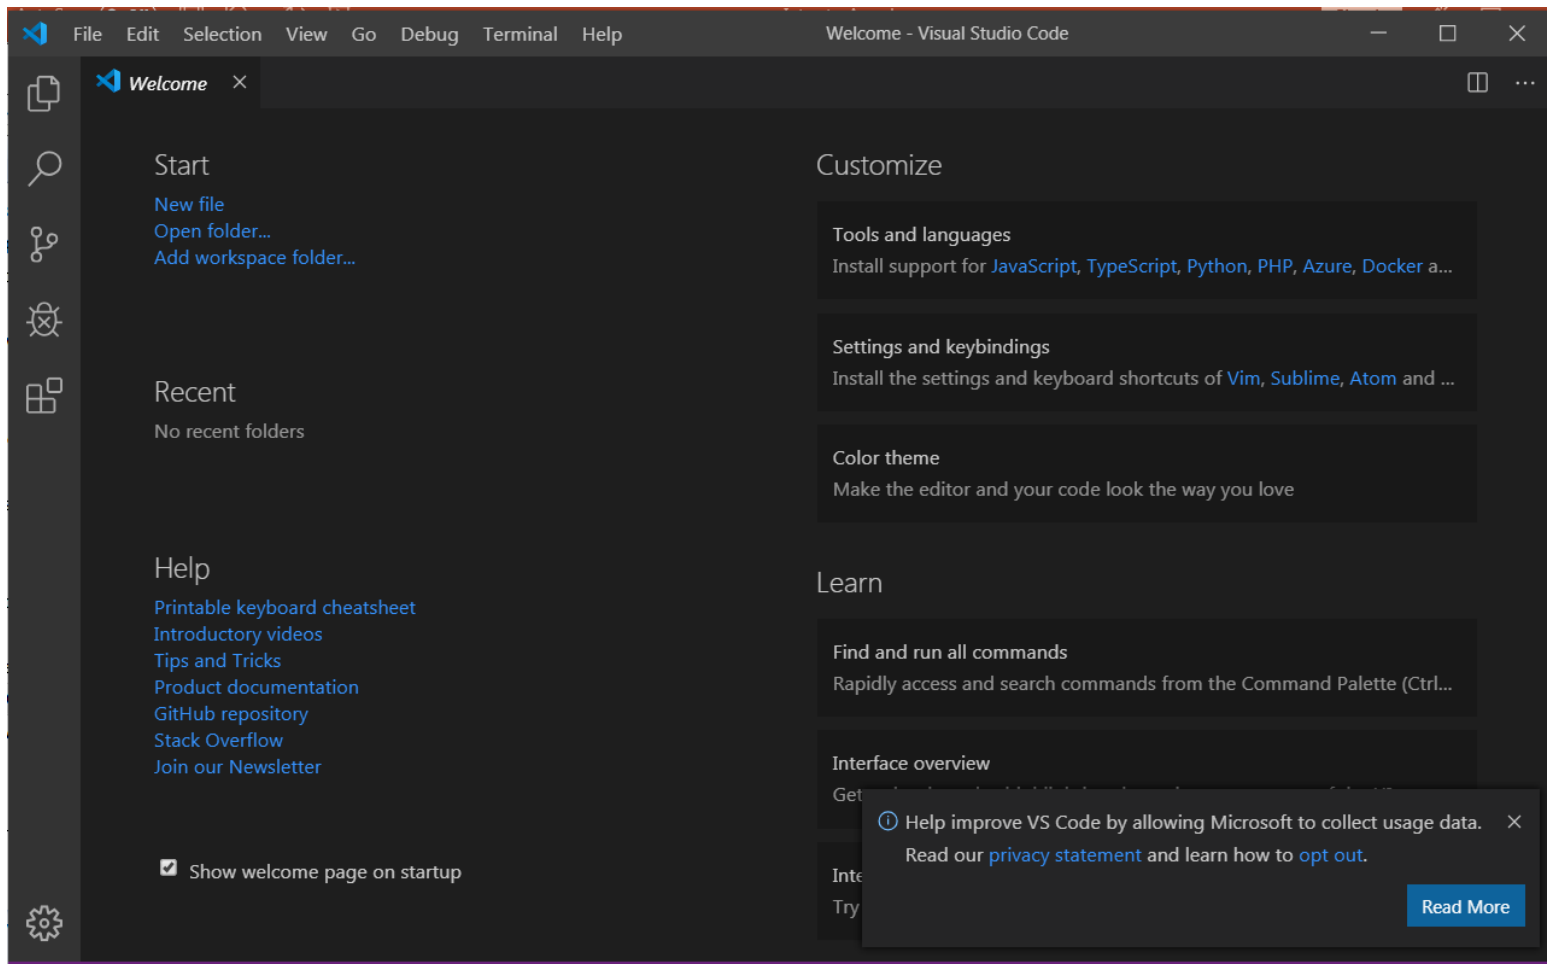 File Edit Selection View Go Debug Terminal Help Welcome - Visual Studio Code
Welcome
Start
New file
Open folder...
Add workspace folder...
Recent
No recent folders
Help
Printable keyboard cheatsheet
Introductory videos
Tips and Tricks
Product documentation
GitHub repository
Stack Overflow
Join our Newsletter
Show welcome page on startup
Customize
Tools and languages
Install support for JavaScript, TypeScript, Python, PHP, Azure, Docker a...
Settings and keybindings
Install the settings and keyboard shortcuts of Vim, Sublime, Atom and ...
Color theme
Make the editor and your code look the way you love
Learn
Find and run all commands
Rapidly access and search commands from the Command Palette (Ctrl...
Interface overview
Get
Inte
Try
Help improve VS Code by allowing Microsoft to collect usage data.
Read our privacy statement and learn how to opt out.
Read More